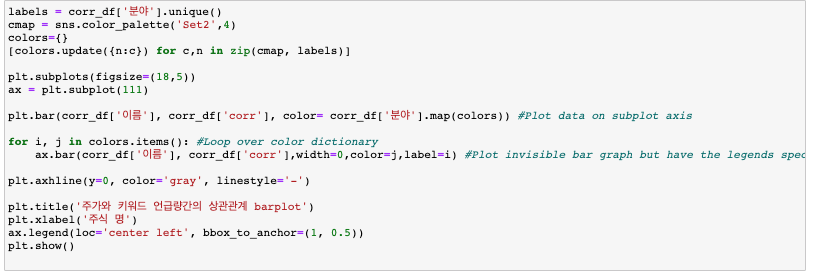 labels = corr_df['분야'].unique()
cmap = sns.color_palette('Set2',4)
colors={}
[colors.update({n:c}) for c,n in zip(cmap, labels)]
plt.subplots(figsize=(18,5))
ax = plt.subplot(111)
plt.bar(corr_df['이름'], corr_df['corr'], color= corr_df['분야'].map(colors)) #Plot data on subplot axis
for i, j in colors.items(): #Loop over color dictionary
    ax.bar(corr_df['이름'], corr_df['corr'],width=0,color=j,label=i) #Plot invisible bar graph but have the legends spec
plt.axhline(y=0, color='gray', linestyle='-')
plt.title('주가와 키워드 언급량간의 상관관계 barplot')
plt.xlabel('주식 명')
ax.legend(loc='center left', bbox_to_anchor=(1, 0.5))
plt.show()